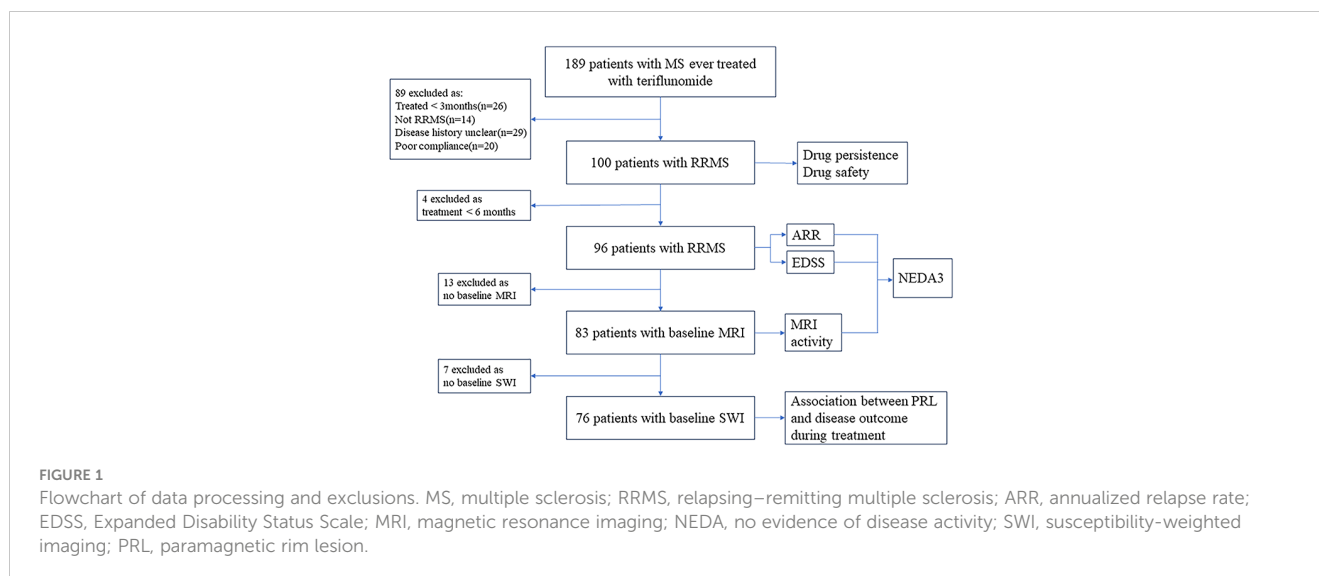 189 patients with MS ever treated
with teriflunomide
89 excluded as:
Treated < 3months(n=26)
Not RRMS(n=14)
Disease history unclear(n=29)
Poor compliance(n=20)
100 patients with RRMS
Drug persistence
Drug safety
4 excluded as
treatment < 6 months
96 patients with RRMS
ARR
EDSS
NEDA3
13 excluded as
no baseline MRI
83 patients with baseline MRI
MRI
activity
7 excluded as
no baseline SWI
76 patients with baseline SWI
Association between PRL
and disease outcome
during treatment
FIGURE 1
Flowchart of data processing and exclusions. MS, multiple sclerosis; RRMS, relapsing–remitting multiple sclerosis; ARR, annualized relapse rate;
EDSS, Expanded Disability Status Scale; MRI, magnetic resonance imaging; NEDA, no evidence of disease activity; SWI, susceptibility-weighted
imaging; PRL, paramagnetic rim lesion.